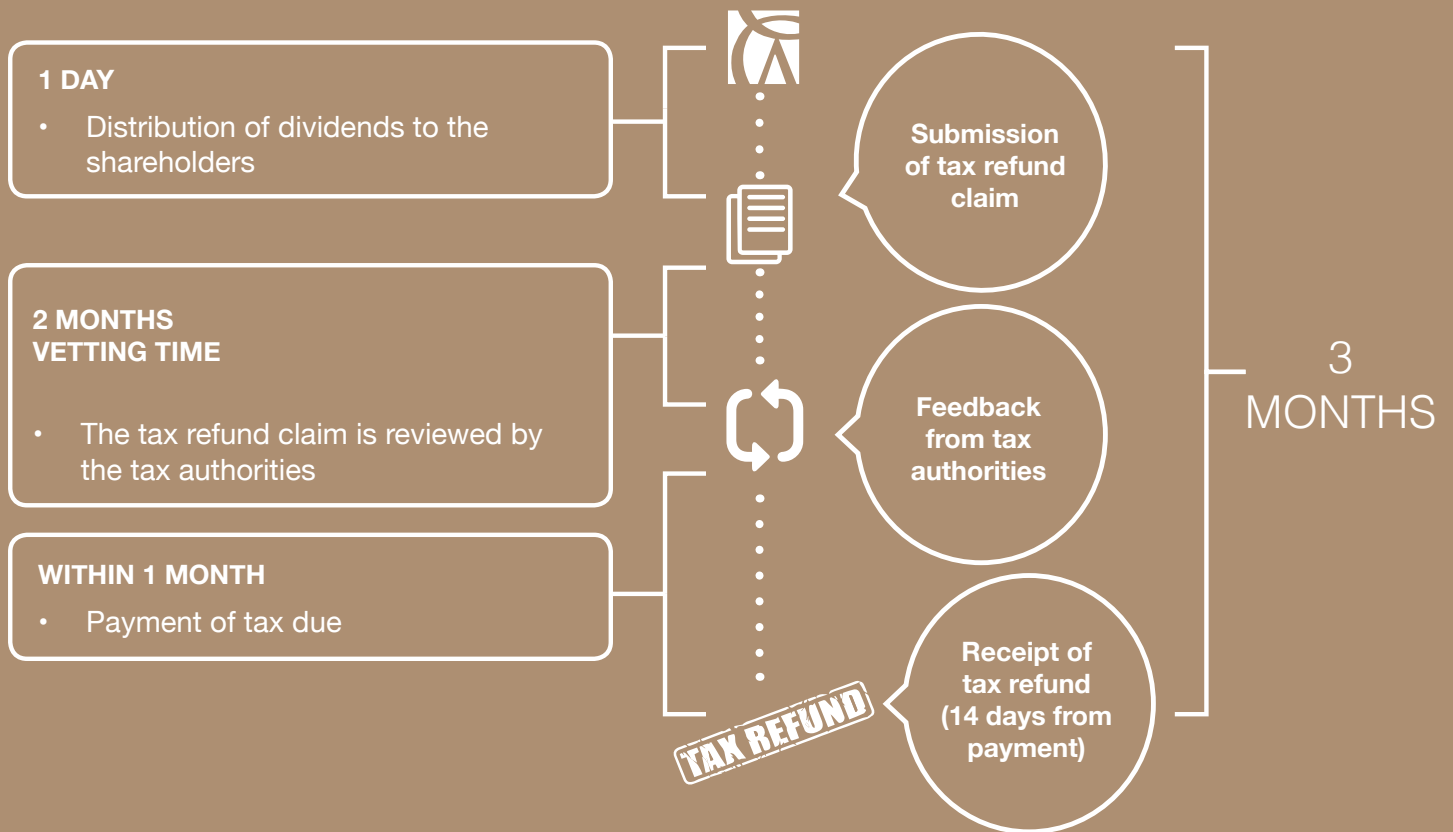 1 DAY
• Distribution of dividends to the
shareholders
Submission
of tax refund
claim
2 MONTHS
VETTING TIME
• The tax refund claim is reviewed by
the tax authorities
Feedback
from tax
authorities
3
MONTHS
WITHIN 1 MONTH
• Payment of tax due
Receipt of
tax refund
(14 days from
payment)
TAX REFUND